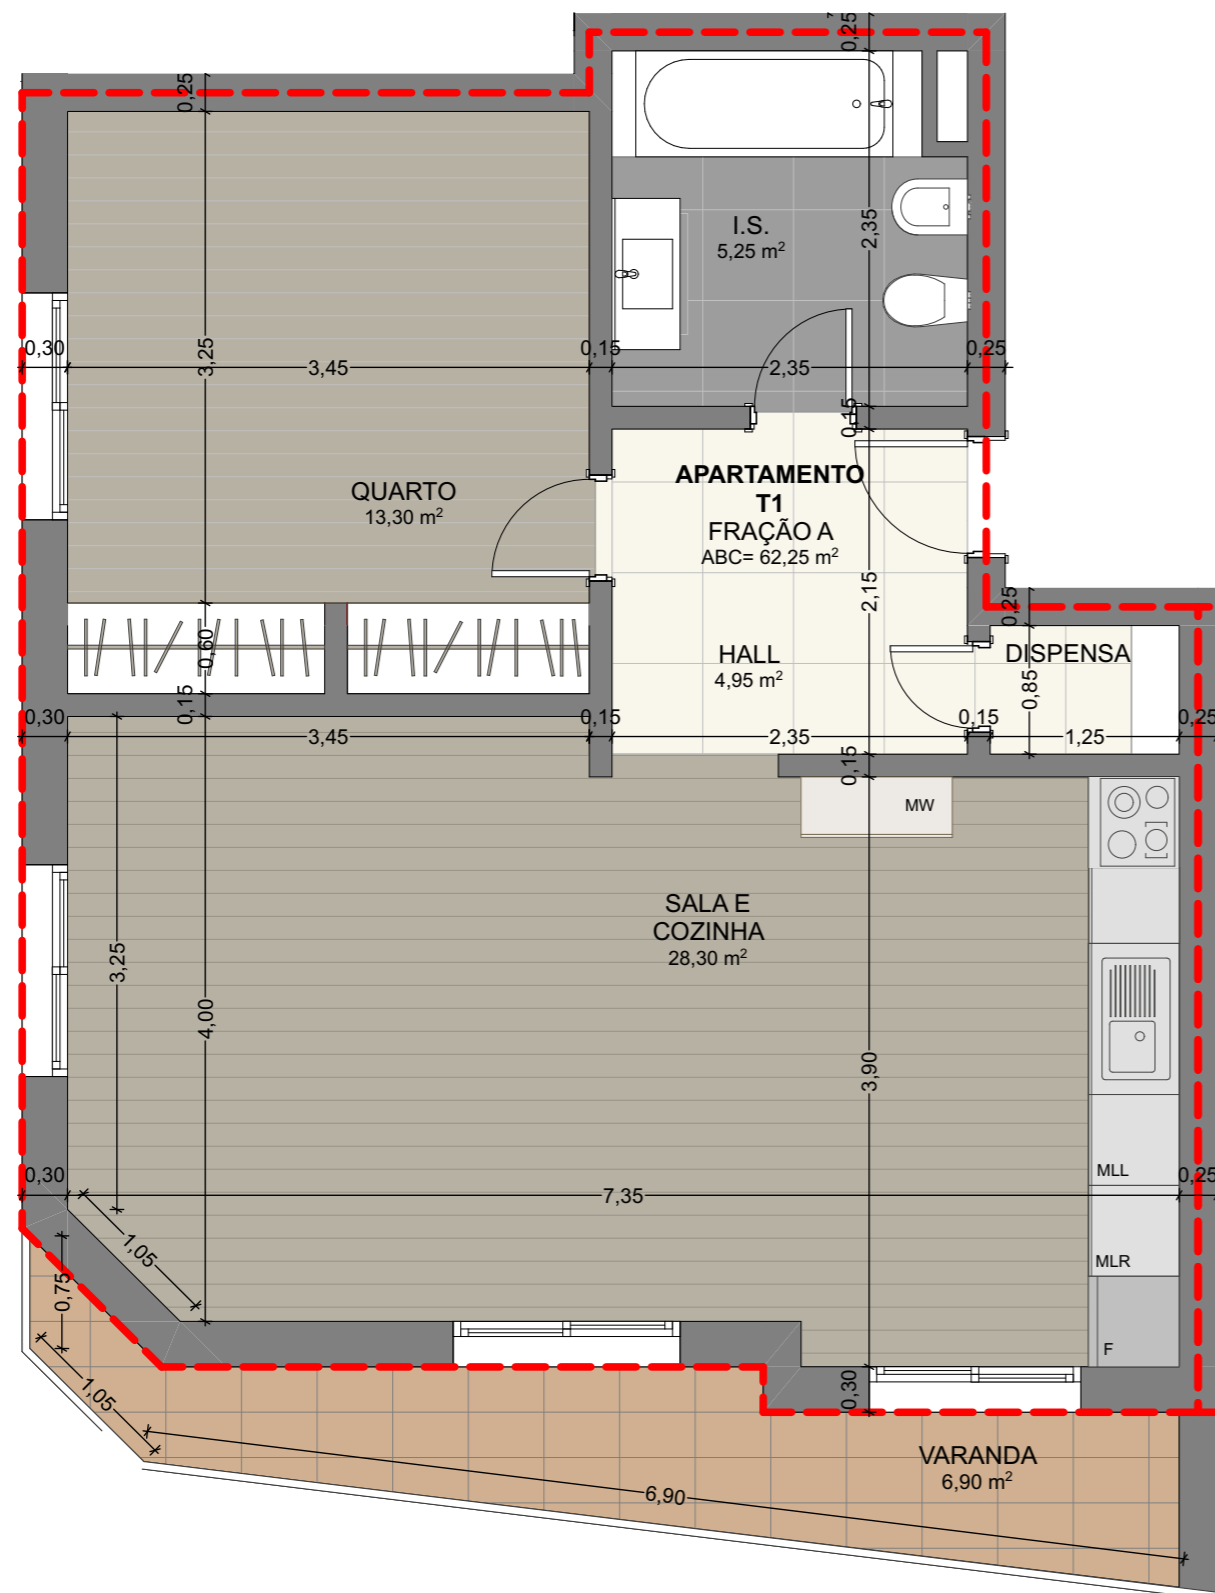 0,25
0,25
I.S.
5,25 m²
2,35
0,30
3,25
3,45
0,15
2,35
0,25
0,15
QUARTO
13,30 m²
APARTAMENTO
T1
FRAÇÃO A
ABC= 62,25 m²
2,15
0,25
0,60
HALL
4,95 m²
DISPENSA
0,85
0,15
0,30
3,45
0,15
2,35
0,15
1,25
0,25
0,15
MW
SALA E
COZINHA
28,30 m²
3,25
4,00
3,90
MLL
0,30
7,35
0,25
1,05
MLR
0,75
F
0,30
1,05
VARANDA
6,90 m²
6,90